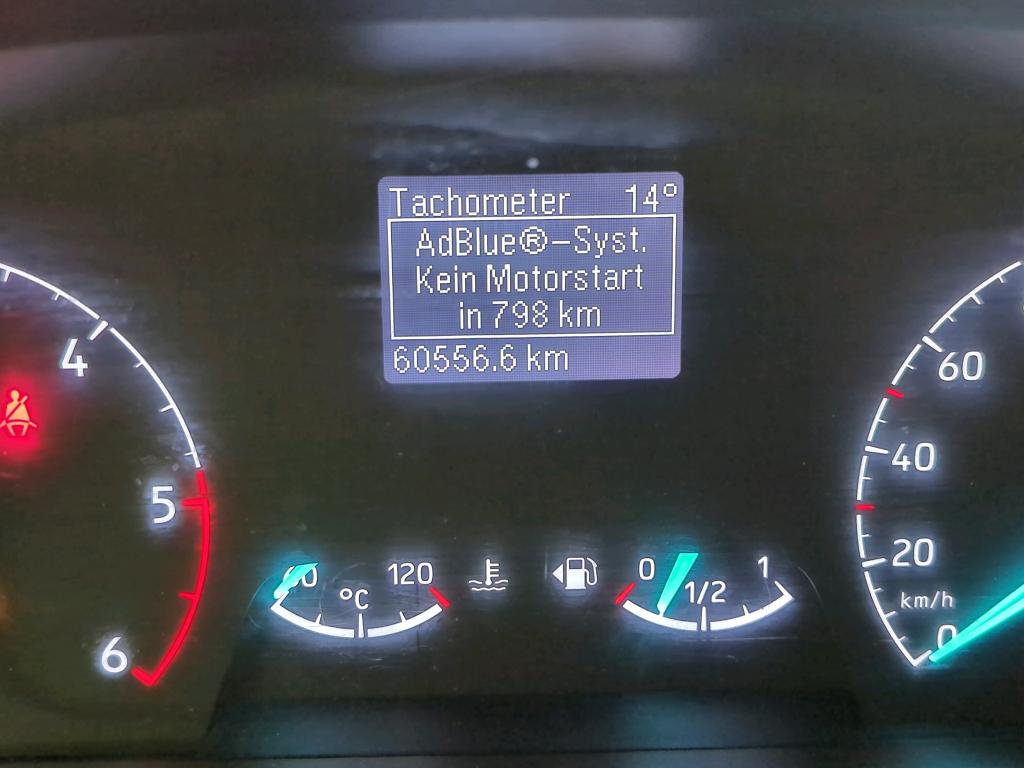 Tachometer 14°
AdBlue®-Syst.
Kein Motorstart
in 798 km
60556.6 km
4
5
6
120
°C
0
1/2
1
60
40
20
km/h
0